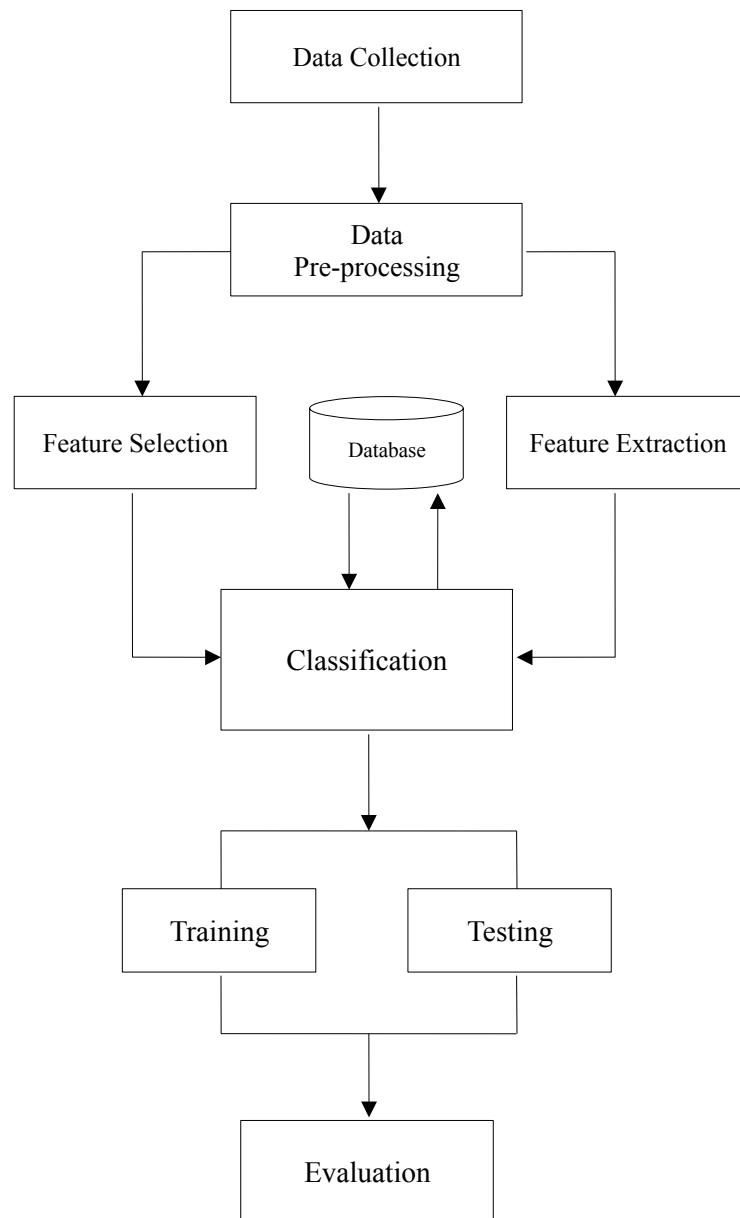 Data Collection
Data
Pre-processing
Feature Selection
Database
Feature Extraction
Classification
Training
Testing
Evaluation